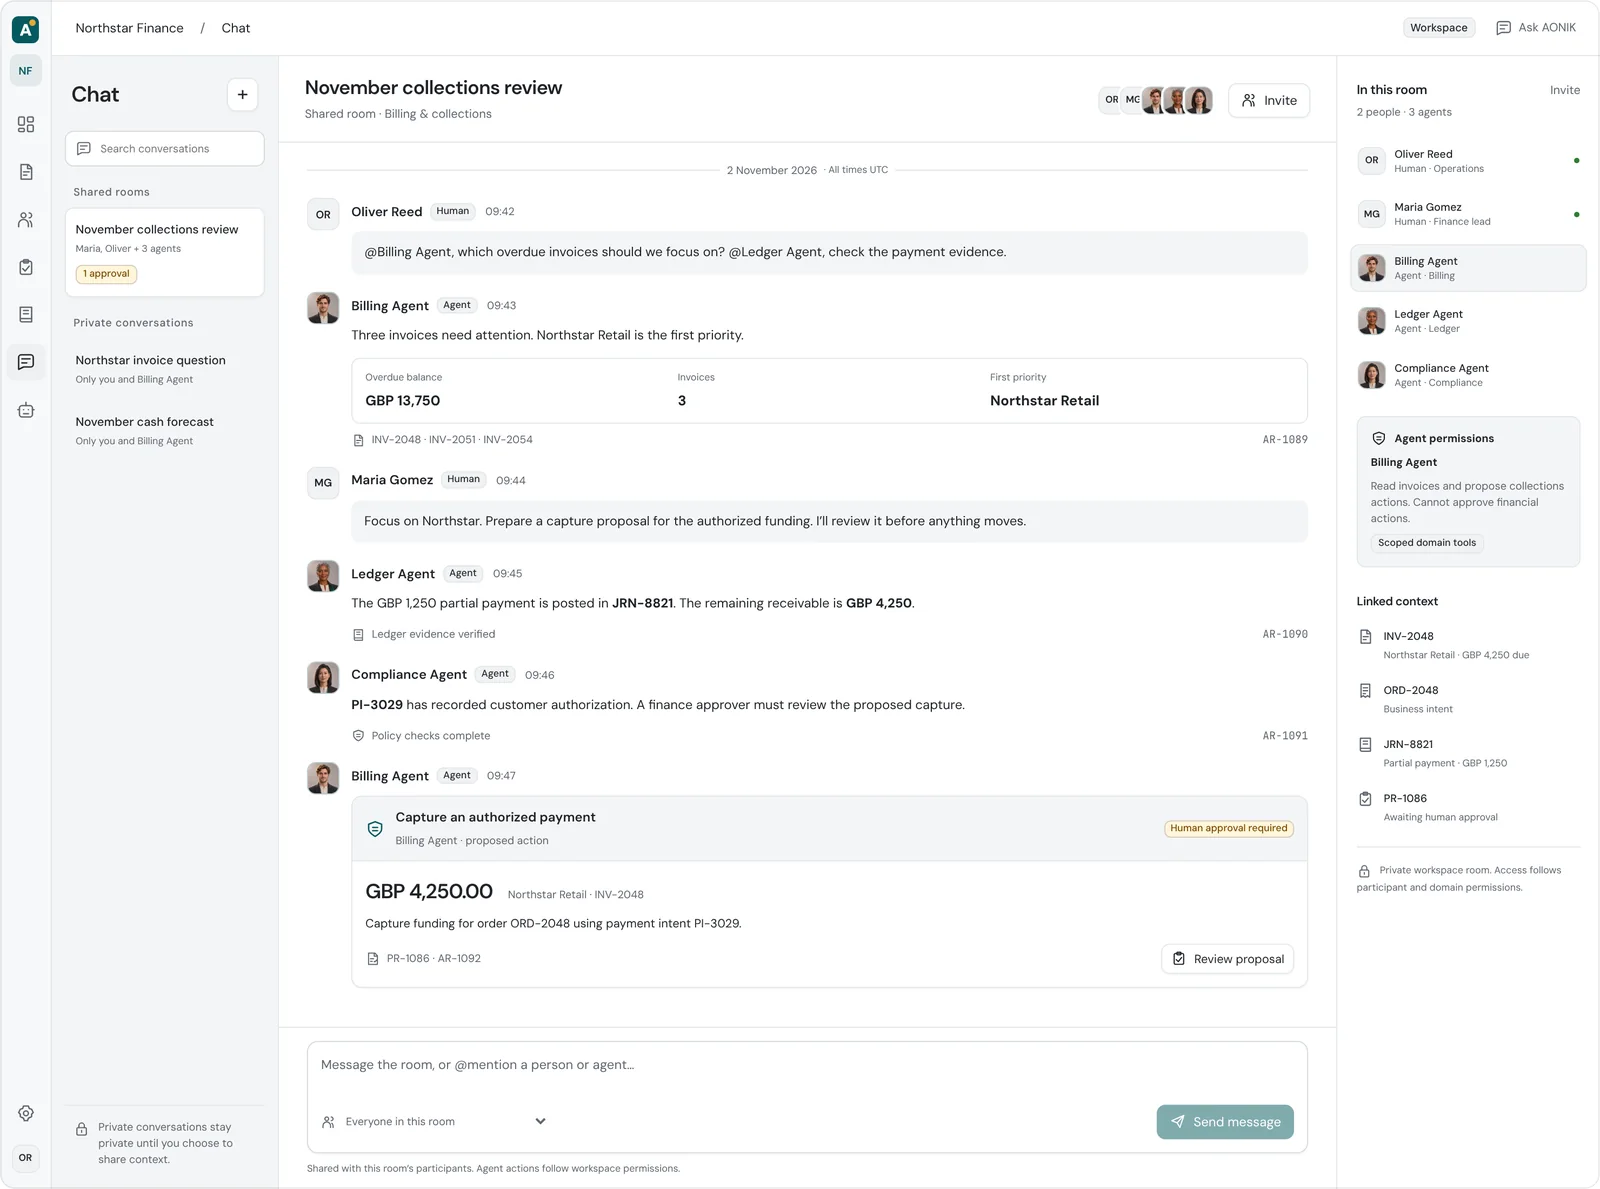 A
Northstar Finance / Chat
Workspace
Ask AONIK
NF
OR
Chat
+
Search conversations
Shared rooms
November collections review
Maria, Oliver + 3 agents
1 approval
Private conversations
Northstar invoice question
Only you and Billing Agent
November cash forecast
Only you and Billing Agent
Private conversations stay
private until you choose to
share context.
November collections review
Shared room · Billing & collections
OR MG
Invite
2 November 2026 · All times UTC
OR
Oliver Reed Human 09:42
@Billing Agent, which overdue invoices should we focus on? @Ledger Agent, check the payment evidence.
Billing Agent Agent 09:43
Three invoices need attention. Northstar Retail is the first priority.
Overdue balance Invoices First priority
GBP 13,750 3 Northstar Retail
INV-2048 · INV-2051 · INV-2054 AR-1089
MG
Maria Gomez Human 09:44
Focus on Northstar. Prepare a capture proposal for the authorized funding. I’ll review it before anything moves.
Ledger Agent Agent 09:45
The GBP 1,250 partial payment is posted in JRN-8821. The remaining receivable is GBP 4,250.
Ledger evidence verified AR-1090
Compliance Agent Agent 09:46
PI-3029 has recorded customer authorization. A finance approver must review the proposed capture.
Policy checks complete AR-1091
Billing Agent Agent 09:47
Capture an authorized payment
Billing Agent · proposed action
Human approval required
GBP 4,250.00 Northstar Retail · INV-2048
Capture funding for order ORD-2048 using payment intent PI-3029.
PR-1086 · AR-1092
Review proposal
Message the room, or @mention a person or agent...
Everyone in this room
Send message
Shared with this room’s participants. Agent actions follow workspace permissions.
In this room Invite
2 people · 3 agents
OR
Oliver Reed
Human · Operations
MG
Maria Gomez
Human · Finance lead
Billing Agent
Agent · Billing
Ledger Agent
Agent · Ledger
Compliance Agent
Agent · Compliance
Agent permissions
Billing Agent
Read invoices and propose collections
actions. Cannot approve financial
actions.
Scoped domain tools
Linked context
INV-2048
Northstar Retail · GBP 4,250 due
ORD-2048
Business intent
JRN-8821
Partial payment · GBP 1,250
PR-1086
Awaiting human approval
Private workspace room. Access follows
participant and domain permissions.